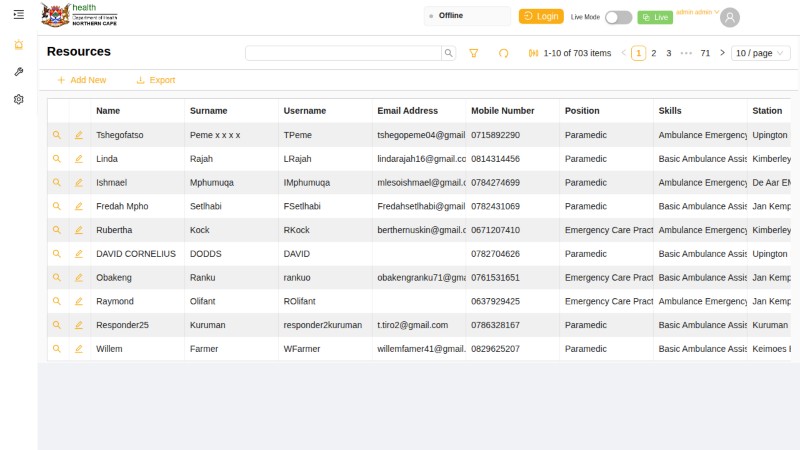 health
Department of Health
NORTHERN CAPE
Offline
Login
Live Mode
Live
admin admin
Resources
1-10 of 703 items
1 2 3 ••• 71
10 / page
Add New
Export
Name Surname Username Email Address Mobile Number Position Skills Station
Tshegofatso Peme x x x x TPeme tshegopeme04@gmail 0715892290 Paramedic Ambulance Emergency Upington
Linda Rajah LRajah lindarajah16@gmail.cc 0814314456 Paramedic Basic Ambulance Assis Kimberley
Ishmael Mphumuqa IMphumuqa mlesoishmael@gmail.c 0784274699 Paramedic Ambulance Emergency De Aar EM
Fredah Mpho Setlhabi FSetlhabi Fredahsetlhabi@gmail 0782431069 Paramedic Basic Ambulance Assis Jan Kemp
Rubertha Kock RKock berthernuskin@gmail.c 0671207410 Emergency Care Pract Ambulance Emergency Kimberley
DAVID CORNELIUS DODDS DAVID 0782704626 Paramedic Basic Ambulance Assis Upington
Obakeng Ranku rankuo obakengranku71@gma 0761531651 Emergency Care Pract Basic Ambulance Assis Jan Kemp
Raymond Olifant ROlifant 0637929425 Emergency Care Pract Ambulance Emergency Jan Kemp
Responder25 Kuruman responder2kuruman t.tiro2@gmail.com 0786328167 Paramedic Basic Ambulance Assis Kuruman
Willem Farmer WFarmer willemfamer41@gmail. 0829625207 Paramedic Basic Ambulance Assis Keimoes